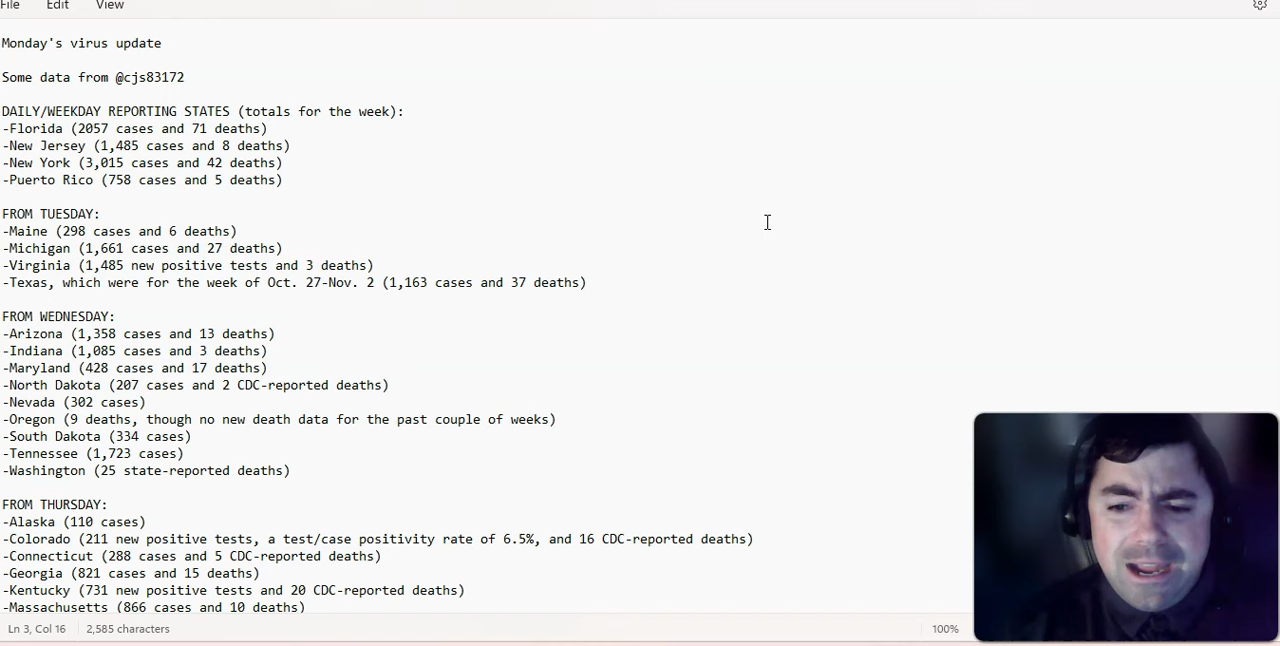 File Edit View
Monday's virus update
Some data from @cjs83172
DAILY/WEEKDAY REPORTING STATES (totals for the week):
-Florida (2057 cases and 71 deaths)
-New Jersey (1,485 cases and 8 deaths)
-New York (3,015 cases and 42 deaths)
-Puerto Rico (758 cases and 5 deaths)
FROM TUESDAY:
-Maine (298 cases and 6 deaths)
-Michigan (1,661 cases and 27 deaths)
-Virginia (1,485 new positive tests and 3 deaths)
-Texas, which were for the week of Oct. 27-Nov. 2 (1,163 cases and 37 deaths)
FROM WEDNESDAY:
-Arizona (1,358 cases and 13 deaths)
-Indiana (1,085 cases and 3 deaths)
-Maryland (428 cases and 17 deaths)
-North Dakota (207 cases and 2 CDC-reported deaths)
-Nevada (302 cases)
-Oregon (9 deaths, though no new death data for the past couple of weeks)
-South Dakota (334 cases)
-Tennessee (1,723 cases)
-Washington (25 state-reported deaths)
FROM THURSDAY:
-Alaska (110 cases)
-Colorado (211 new positive tests, a test/case positivity rate of 6.5%, and 16 CDC-reported deaths)
-Connecticut (288 cases and 5 CDC-reported deaths)
-Georgia (821 cases and 15 deaths)
-Kentucky (731 new positive tests and 20 CDC-reported deaths)
-Massachusetts (866 cases and 10 deaths)
Ln 3, Col 16 2,585 characters 100%